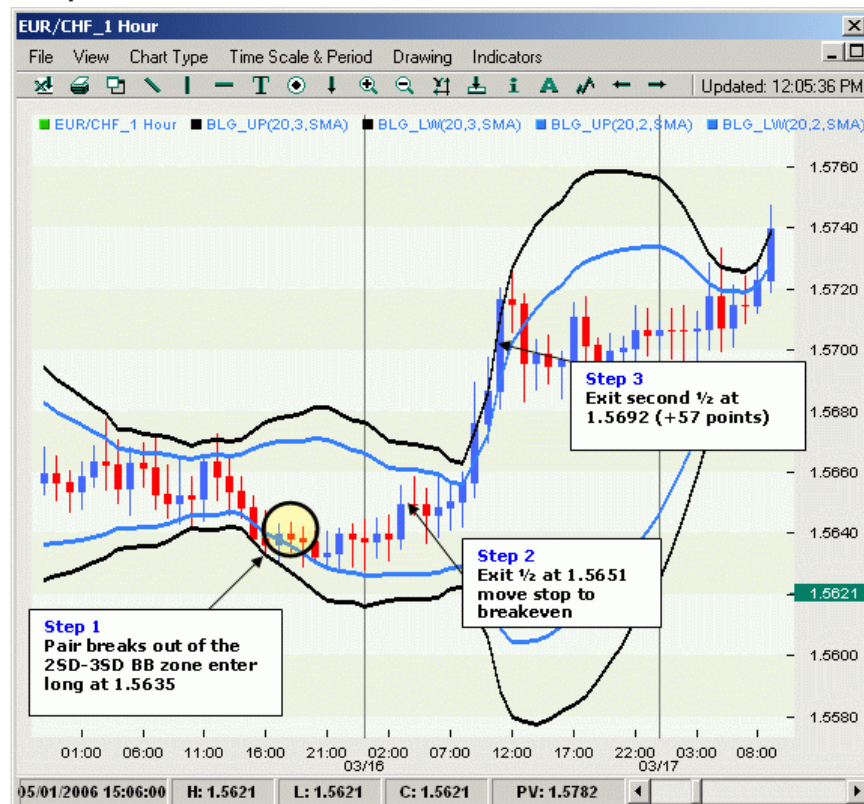 EUR/CHF_1 Hour
File View Chart Type Time Scale & Period Drawing Indicators
T i A Updated: 12:05:36 PM
EUR/CHF_1 Hour BLG_UP(20,3,SMA) BLG_LW(20,3,SMA) BLG_UP(20,2,SMA) BLG_LW(20,2,SMA)
1.5760
1.5740
1.5720
1.5700
Step 3
Exit second ½ at
1.5692 (+57 points)
1.5680
1.5660
1.5640
Step 2
Exit ½ at 1.5651
move stop to
breakeven
1.5621
Step 1
Pair breaks out of the
2SD-3SD BB zone enter
long at 1.5635
1.5600
1.5580
01:00 06:00 11:00 16:00 21:00 02:00 07:00 12:00 17:00 22:00 03:00 08:00
03/16 03/17
05/01/2006 15:06:00 H: 1.5621 L: 1.5621 C: 1.5621 PV: 1.5782